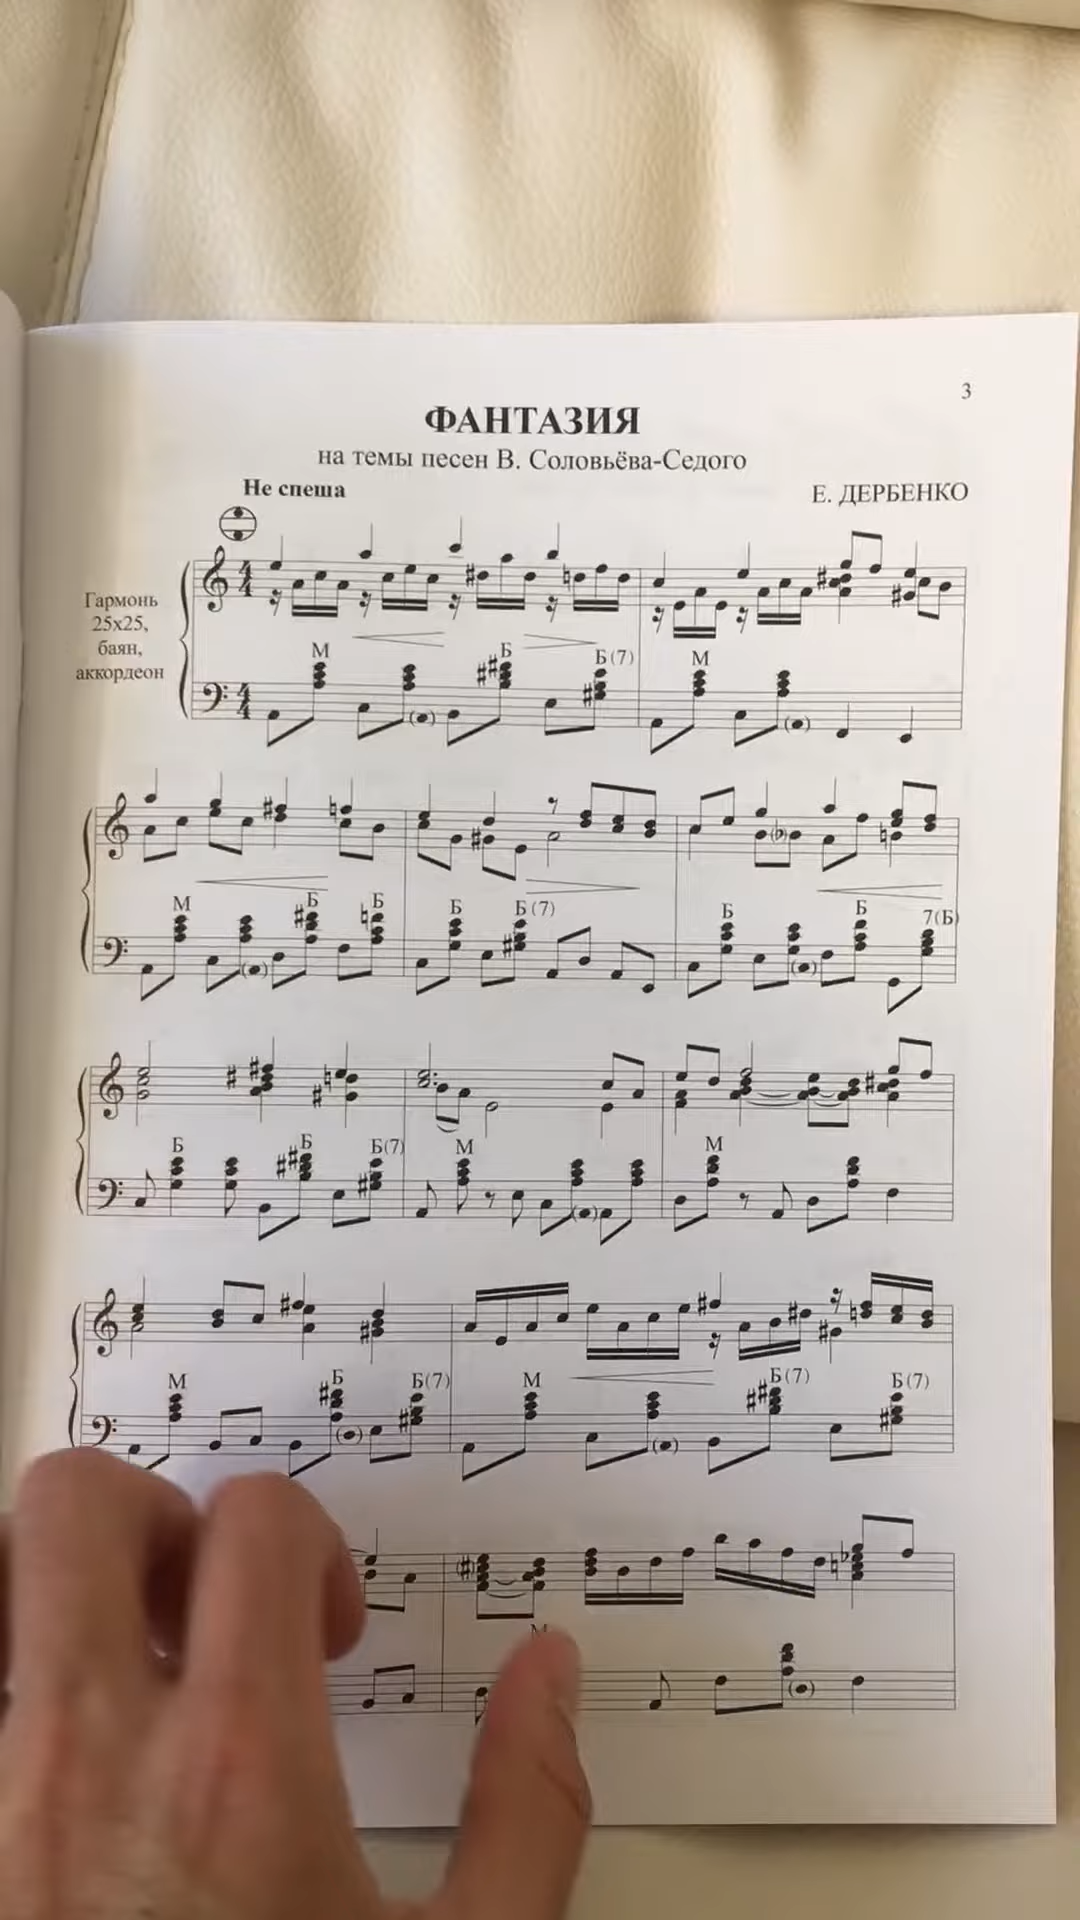 3
ФАНТАЗИЯ
на темы песен В. Соловьёва-Седого
Не спеша
Е. ДЕРБЕНКО
Гармонь
25х25,
баян,
аккордеон
М Б Б(7) М
М Б Б Б Б(7) Б Б 7(Б)
Б Б Б(7) М М
М Б Б(7) М Б(7) Б(7)
М